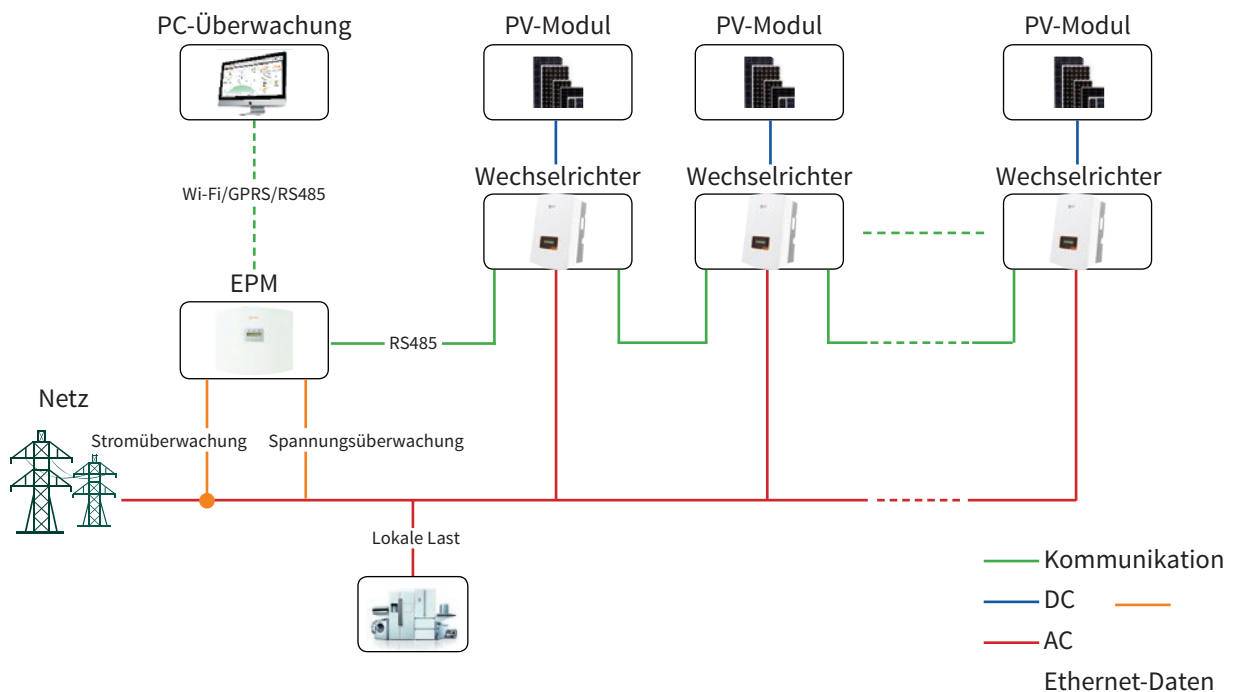 PC-Überwachung
PV-Modul
PV-Modul
PV-Modul
Wi-Fi/GPRS/RS485
Wechselrichter
Wechselrichter
Wechselrichter
EPM
RS485
Netz
Stromüberwachung
Spannungsüberwachung
Lokale Last
Kommunikation
DC
AC
Ethernet-Daten